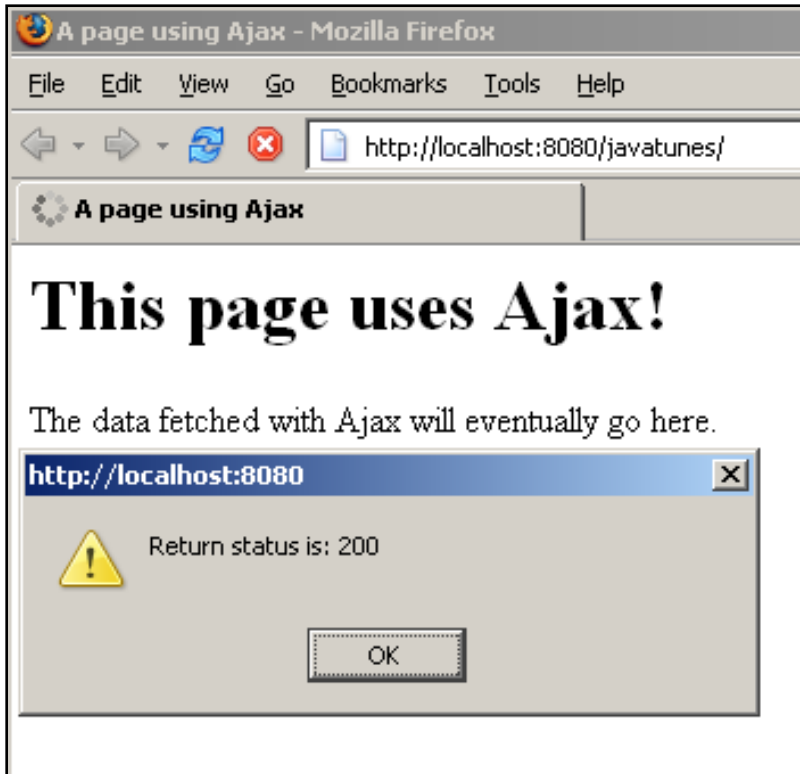 A page using Ajax - Mozilla Firefox
File Edit View Go Bookmarks Tools Help
http://localhost:8080/javatunes/
A page using Ajax
This page uses Ajax!
The data fetched with Ajax will eventually go here.
http://localhost:8080
Return status is: 200
OK